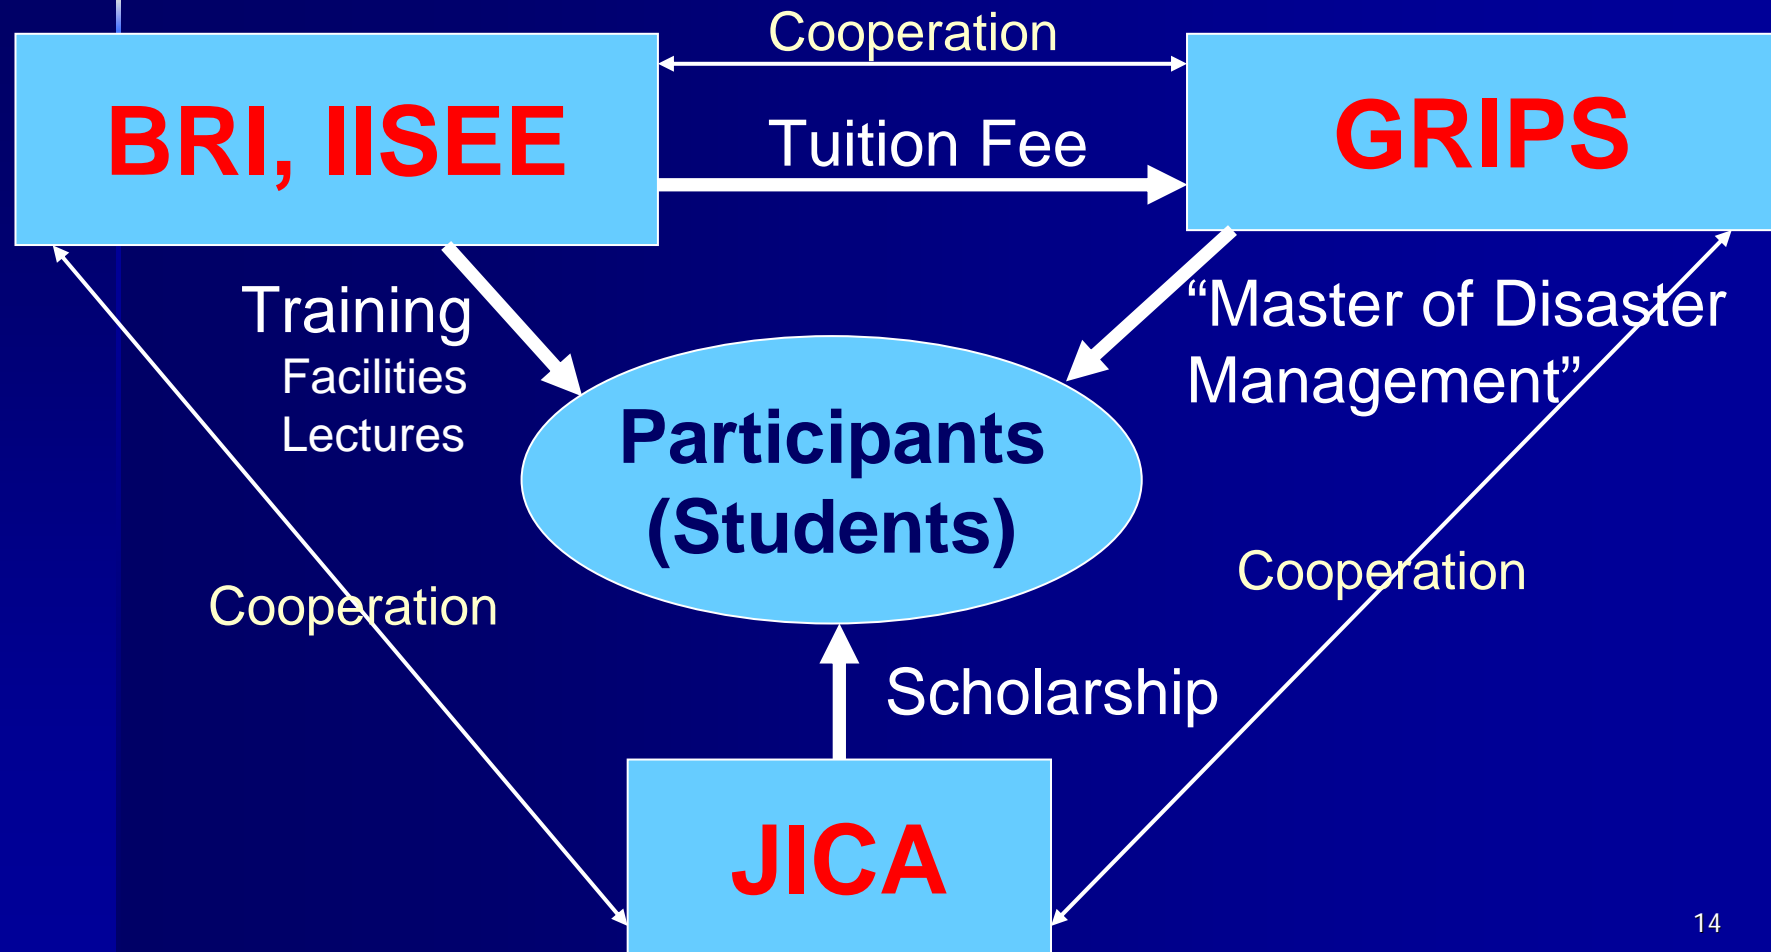 Cooperation
BRI, IISEE
GRIPS
Tuition Fee
Training
Facilities
Lectures
“Master of Disaster
Management”
Participants
(Students)
Cooperation
Cooperation
Scholarship
JICA
14